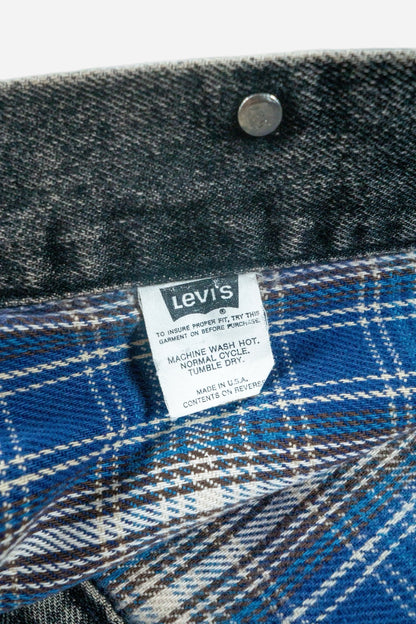 LEVI'S
®
TO INSURE PROPER FIT, TRY THIS
GARMENT ON BEFORE PURCHASE.
MACHINE WASH HOT.
NORMAL CYCLE.
TUMBLE DRY.
MADE IN U.S.A.
CONTENTS ON REVERSE